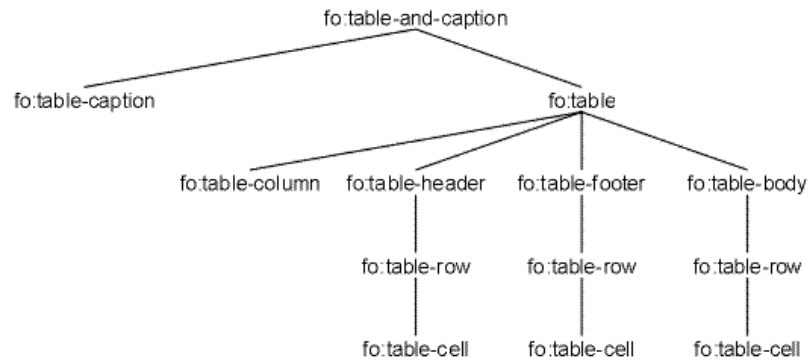 fo:table-and-caption
fo:table-caption fo:table
fo:table-column fo:table-header fo:table-footer fo:table-body
fo:table-row fo:table-row fo:table-row
fo:table-cell fo:table-cell fo:table-cell